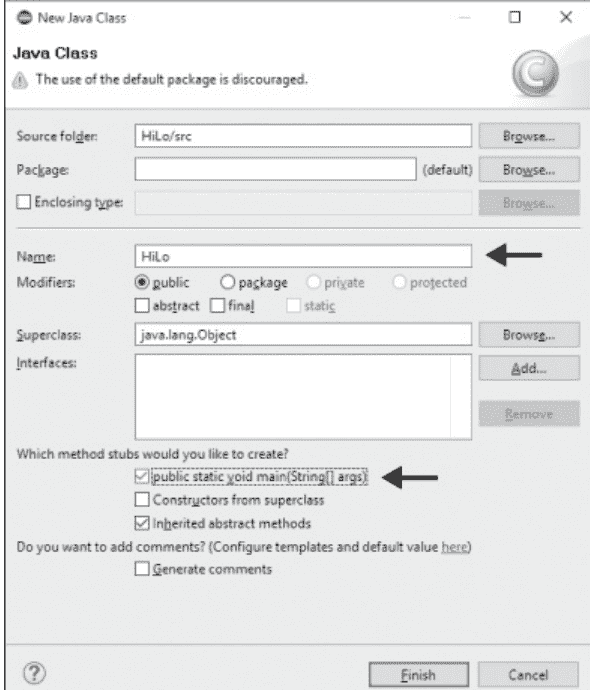 New Java Class
Java Class
The use of the default package is discouraged.
C
Source folder: HiLo/src Browse...
Package: (default) Browse...
Enclosing type: Browse...
Name: HiLo
Modifiers: public package private protected
abstract final static
Superclass: java.lang.Object Browse...
Interfaces: Add...
Remove
Which method stubs would you like to create?
public static void main(String[] args)
Constructors from superclass
Inherited abstract methods
Do you want to add comments? (Configure templates and default value here)
Generate comments
? Finish Cancel